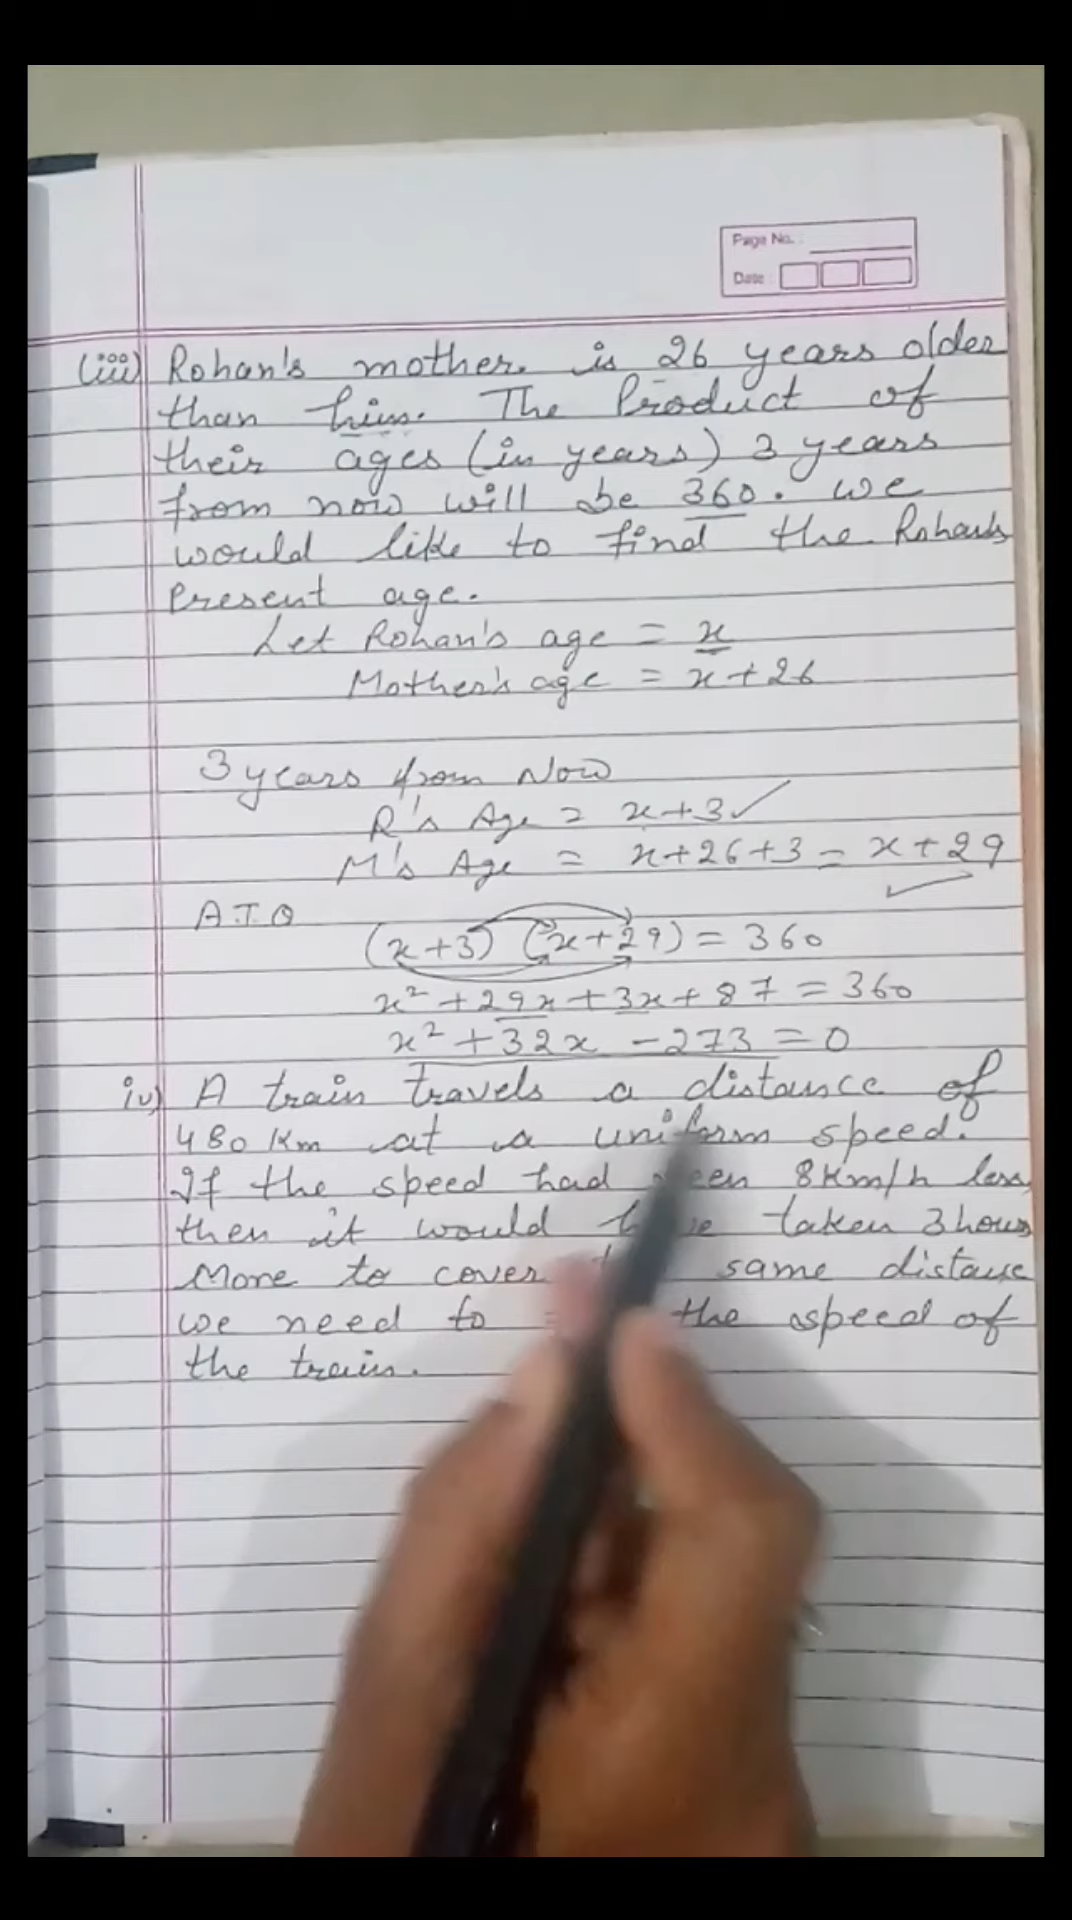 Page No. :
Date :
(iii) Rohan's mother is 26 years older
than him. The Product of
their ages (in years) 3 years
from now will be 360. we
would like to find the Rohan's
Present age.
Let Rohan's age = x
Mother's age = x+26
3 years from Now
R's Age = x+3 ✓
M's Age = x+26+3 = x+29
A.T.Q
(x+3) (x+29) = 360
x² + 29x + 3x + 87 = 360
x² + 32x - 273 = 0
iv) A train travels a distance of
480 Km at a uniform speed.
If the speed had been 8Km/h less
then it would have taken 3 hours
More to cover same distance
we need to the speed of
the train.